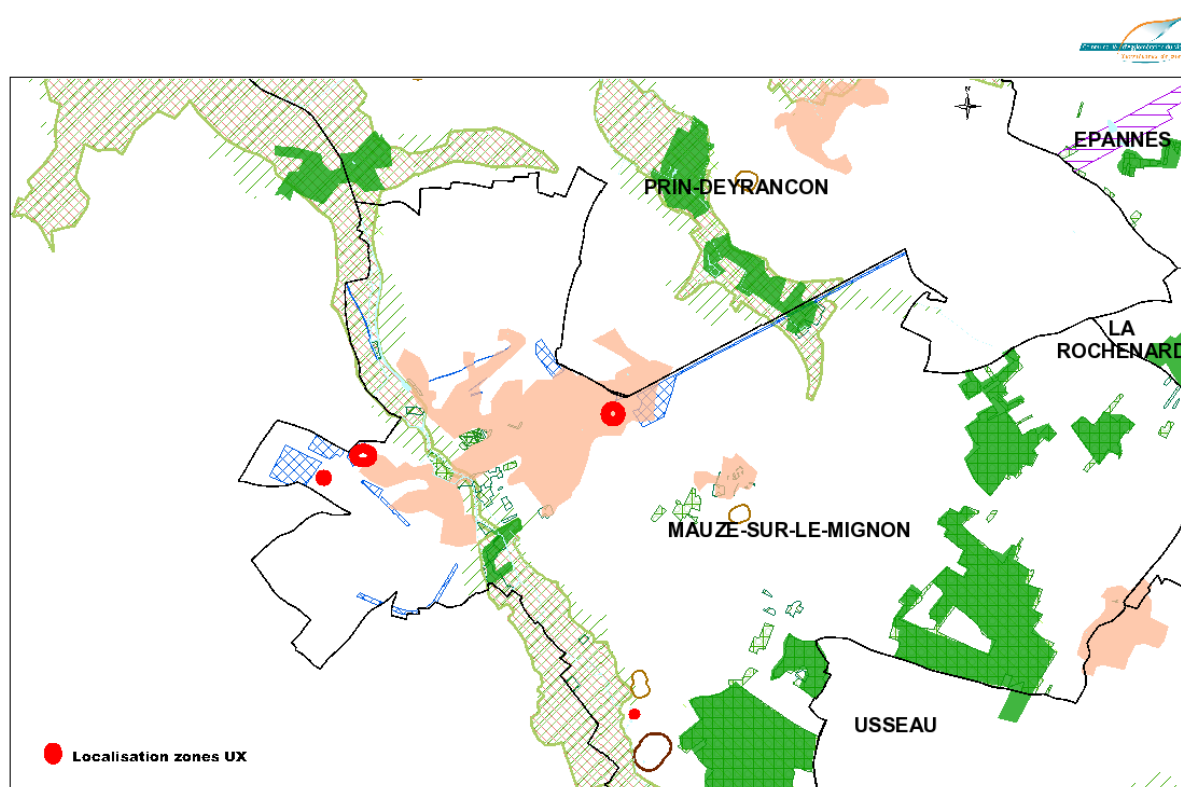 EPANNES
PRIN-DEYRANCON
LA
ROCHENARD
MAUZE-SUR-LE-MIGNON
USSEAU
Localisation zones UX